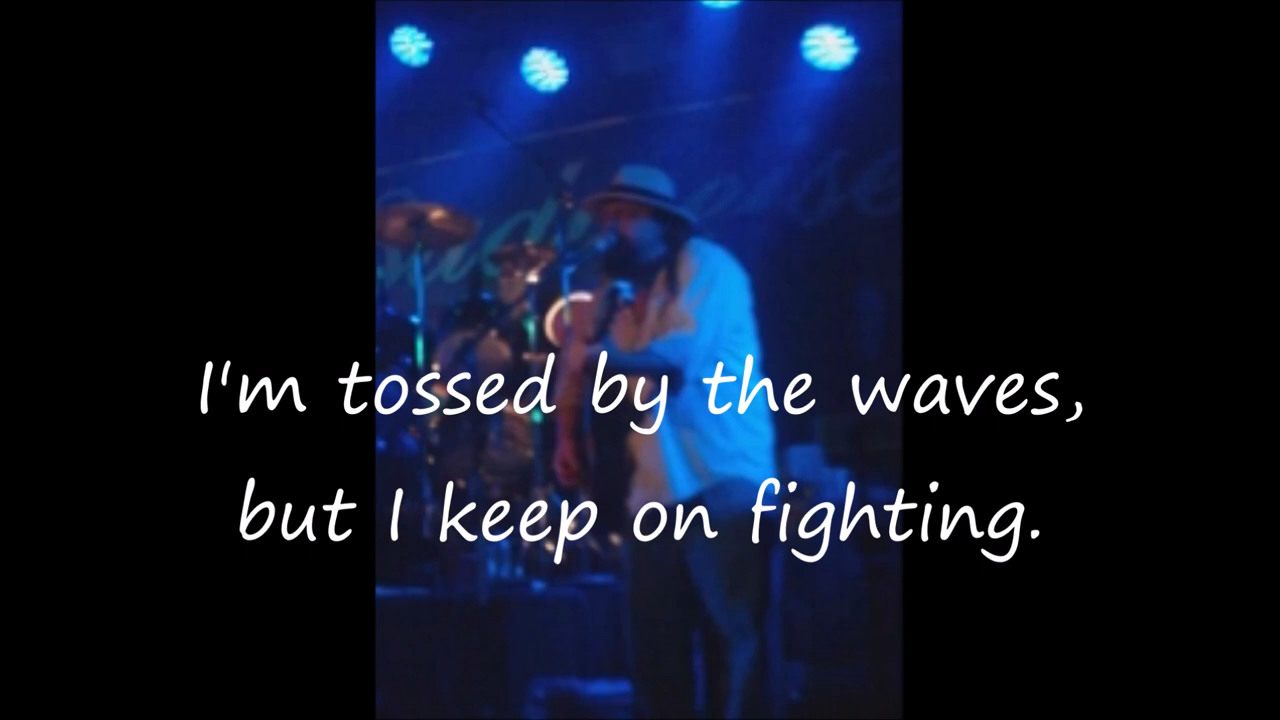 I'm tossed by the waves,
but I keep on fighting.